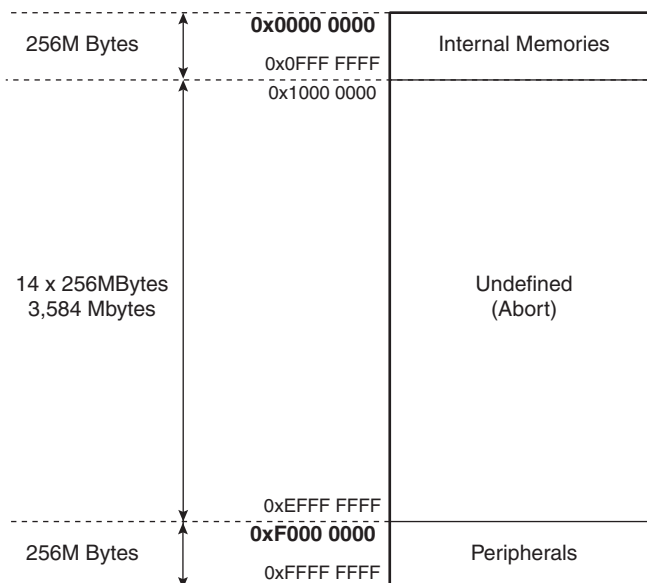 256M Bytes
0x0000 0000
0x0FFF FFFF
Internal Memories
0x1000 0000
14 x 256MBytes
3,584 Mbytes
Undefined
(Abort)
0xEFFF FFFF
256M Bytes
0xF000 0000
0xFFFF FFFF
Peripherals